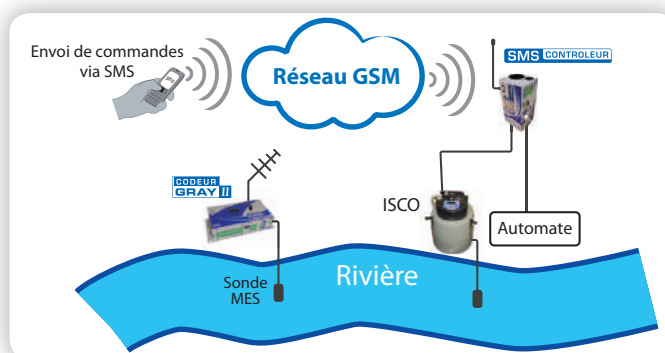 Envoi de commandes
via SMS
Réseau GSM
SMS CONTROLEUR
CODEUR
GRAY II
ISCO
Automate
Sonde
MES
Rivière